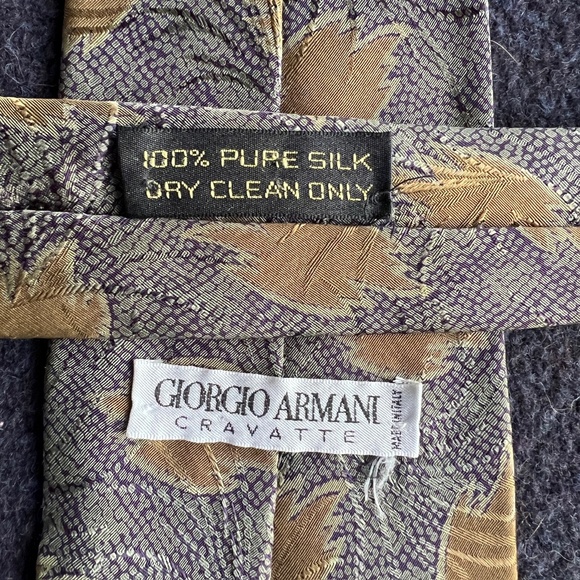 100% PURE SILK
DRY CLEAN ONLY
GIORGIO ARMANI
CRAVATTE
MADE IN ITALY